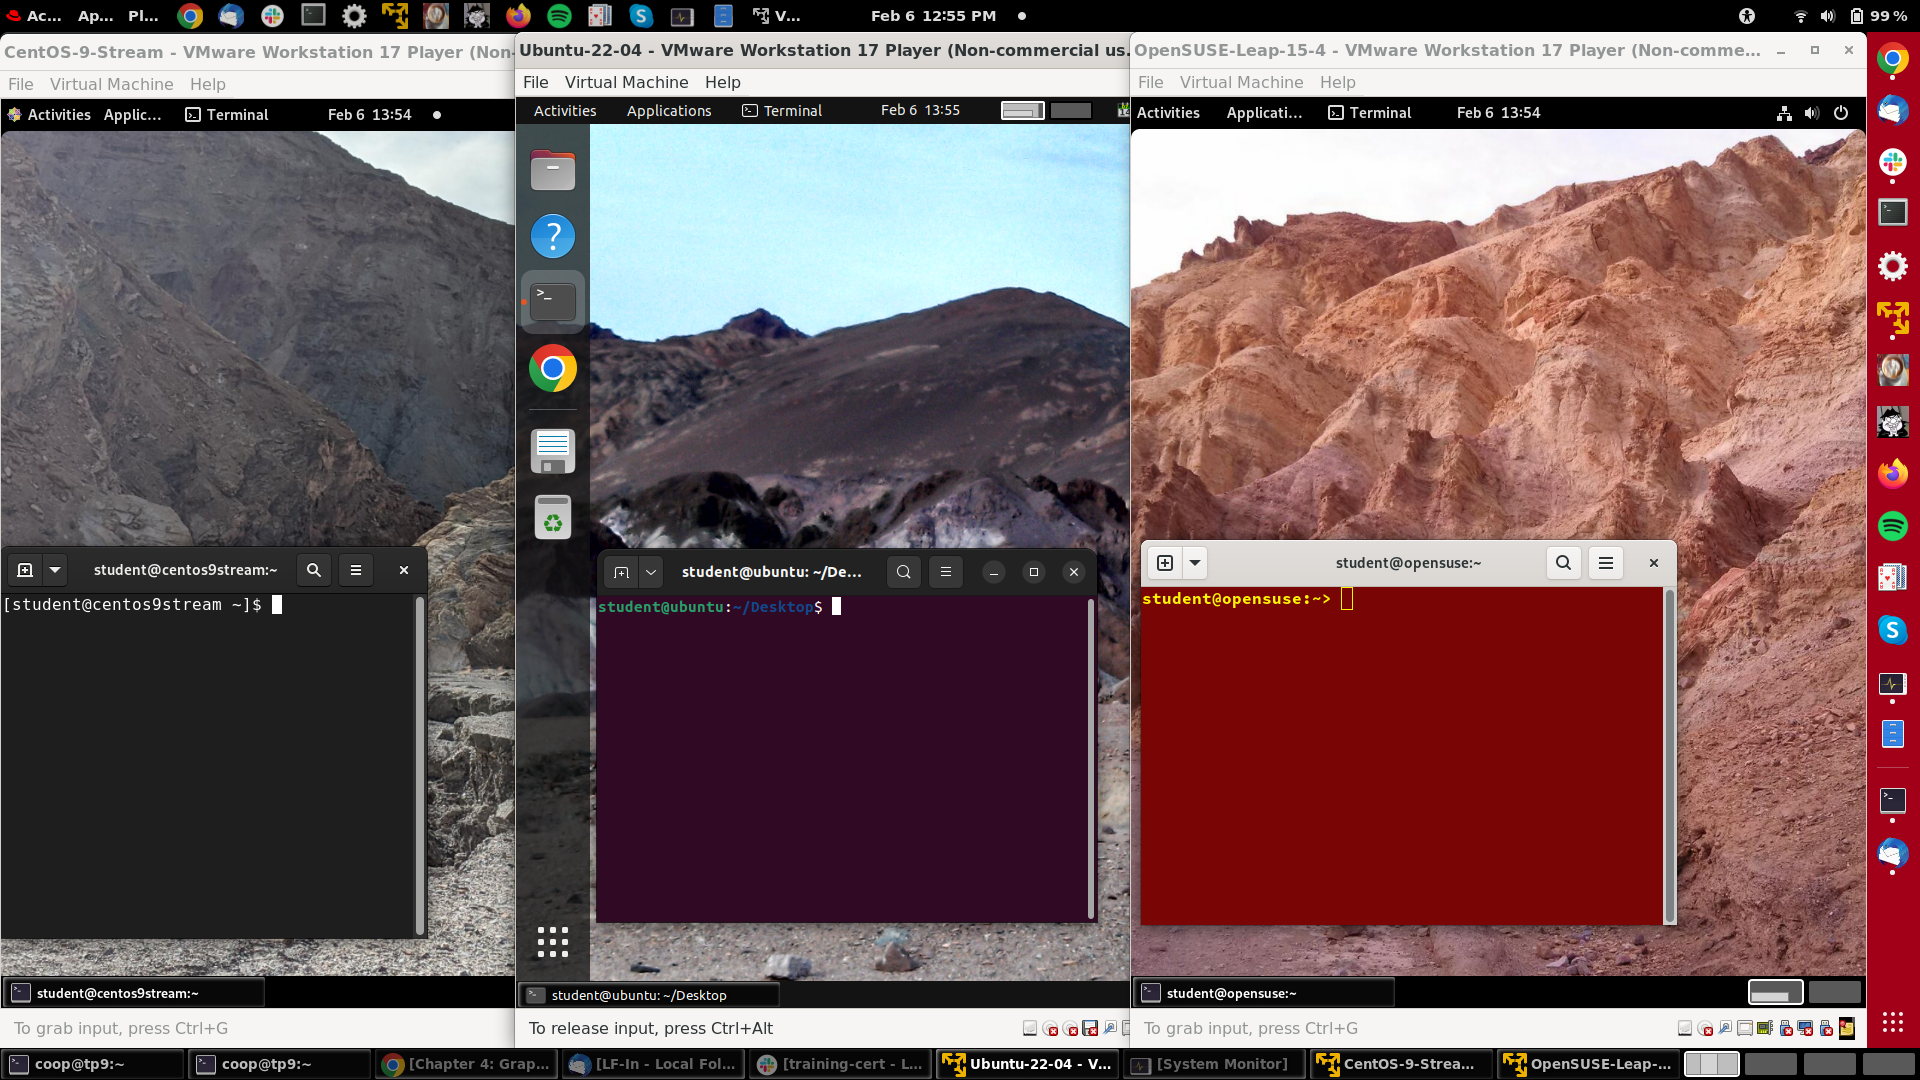 Ac... Ap... Pl... V... Feb 6 12:55 PM 99 %
CentOS-9-Stream - VMware Workstation 17 Player (Non-
File Virtual Machine Help
Activities Applic... Terminal Feb 6 13:54
student@centos9stream:~
[student@centos9stream ~]$
student@centos9stream:~
To grab input, press Ctrl+G
Ubuntu-22-04 - VMware Workstation 17 Player (Non-commercial us...
File Virtual Machine Help
Activities Applications Terminal Feb 6 13:55
student@ubuntu: ~/De...
student@ubuntu:~/Desktop$
student@ubuntu: ~/Desktop
To release input, press Ctrl+Alt
OpenSUSE-Leap-15-4 - VMware Workstation 17 Player (Non-comme...
File Virtual Machine Help
Activities Applicati... Terminal Feb 6 13:54
student@opensuse:~
student@opensuse:~>
student@opensuse:~
To grab input, press Ctrl+G
coop@tp9:~ coop@tp9:~ [Chapter 4: Grap... [LF-In - Local Fol... [training-cert - L... Ubuntu-22-04 - V... [System Monitor] CentOS-9-Strea... OpenSUSE-Leap-...